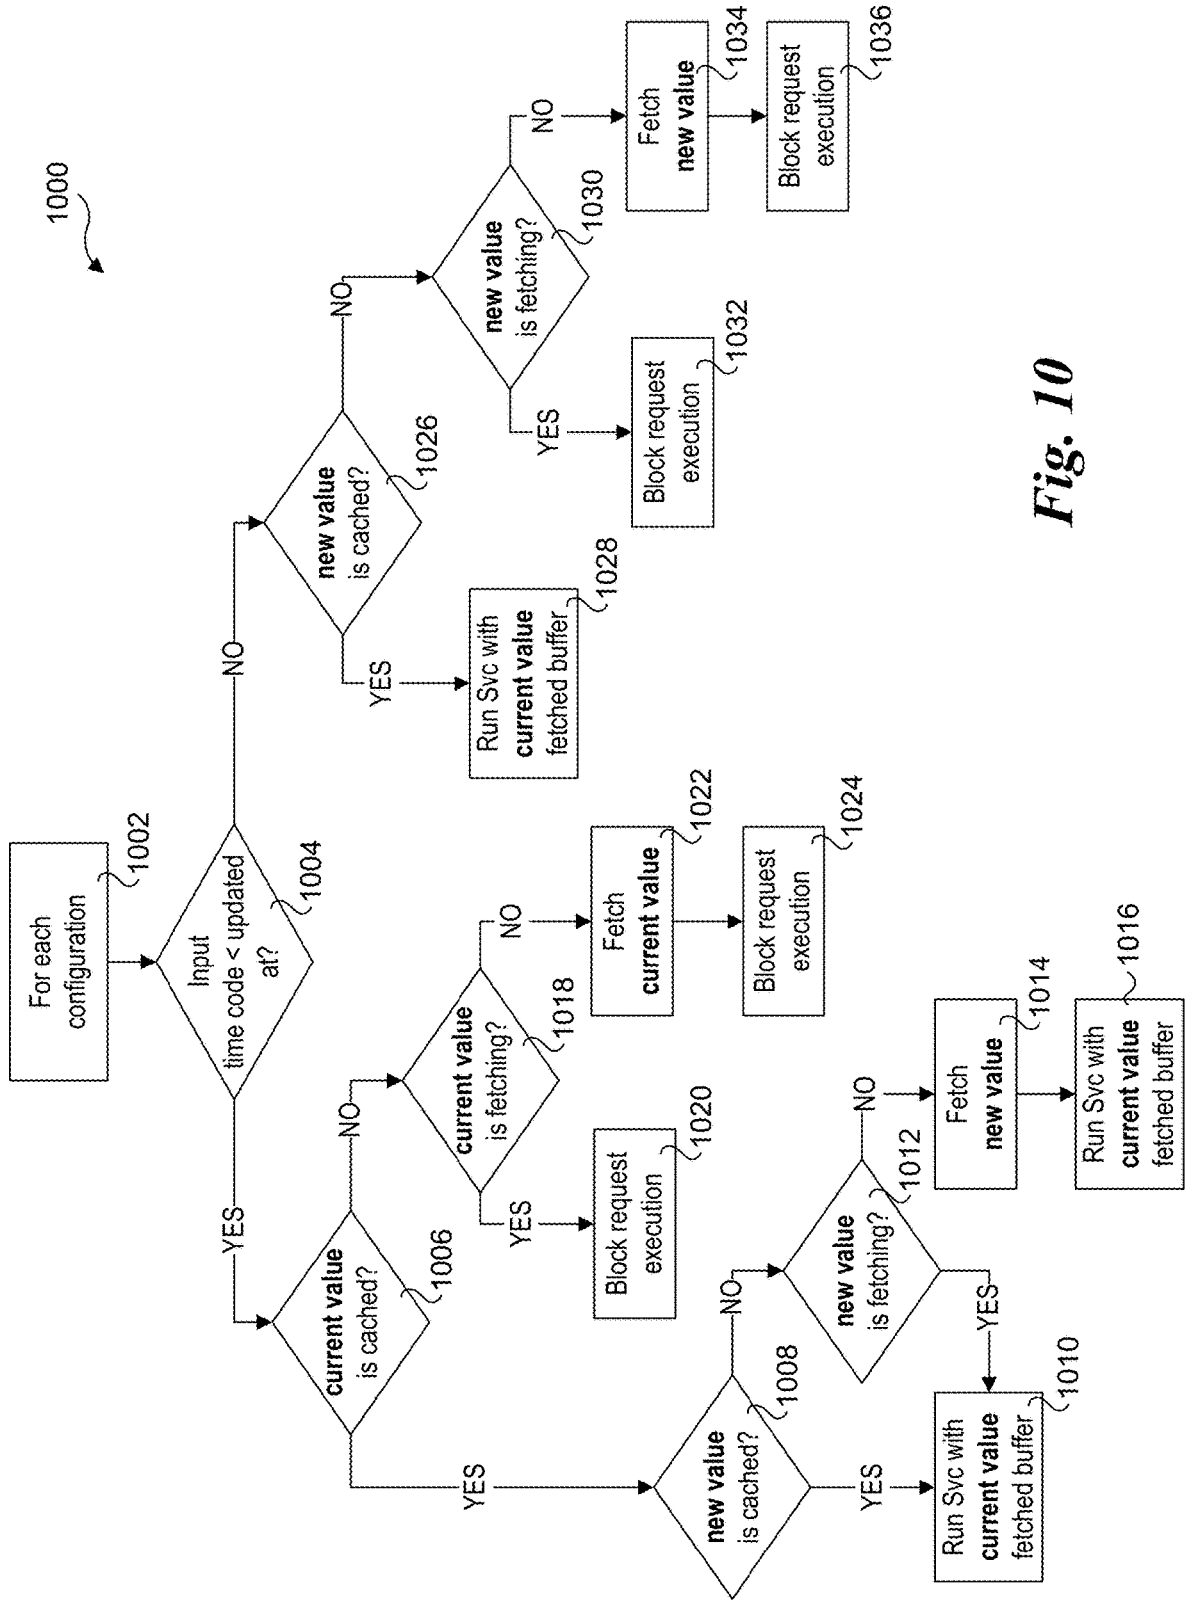 1000
For each
configuration
1002
Input
time code < updated
at?
1004
YES
NO
current value
is cached?
1006
new value
is cached?
1026
YES
NO
YES
NO
new value
is cached?
1008
current value
is fetching?
1018
Run Svc with
current value
fetched buffer
1028
new value
is fetching?
1030
YES
NO
YES
NO
YES
NO
Run Svc with
current value
fetched buffer
1010
new value
is fetching?
1012
YES
NO
Block request
execution
1020
Fetch
current value
1022
Block request
execution
1024
Block request
execution
1032
Fetch
new value
1034
Block request
execution
1036
Fetch
new value
1014
Run Svc with
current value
fetched buffer
1016
Fig. 10